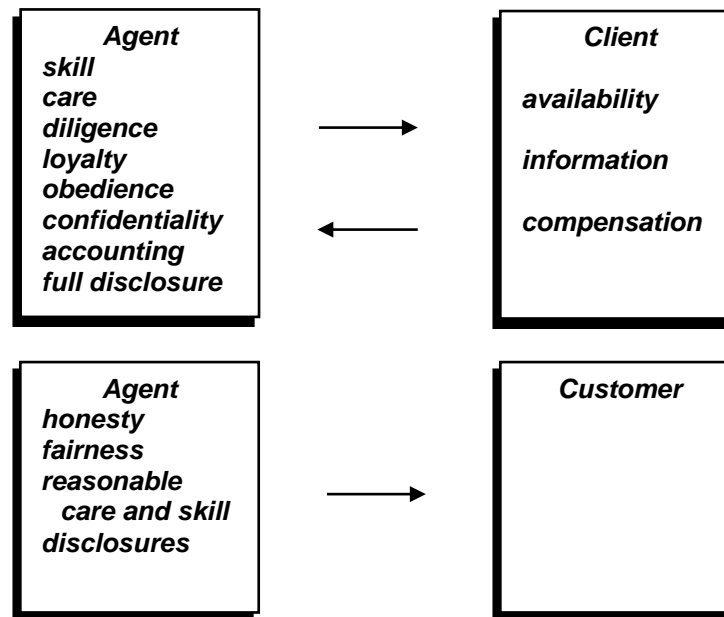 Agent
skill
care
diligence
loyalty
obedience
confidentiality
accounting
full disclosure
Client
availability
information
compensation
Agent
honesty
fairness
reasonable
care and skill
disclosures
Customer